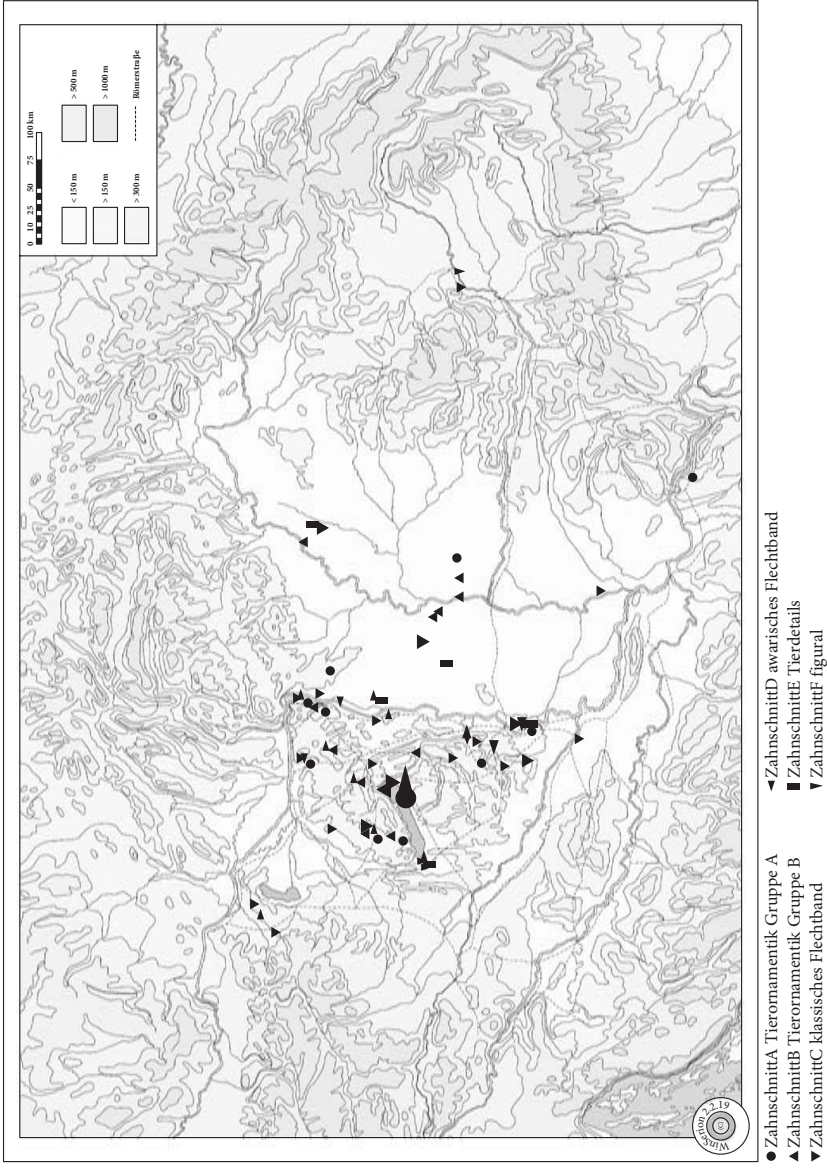 0 10 25 50 75 100 km
< 150 m
> 150 m
> 300 m
> 500 m
> 1000 m
Römerstraße
WinSerion 2.2.19
ZahnschnittA Tierornamentik Gruppe A
ZahnschnittB Tierornamentik Gruppe B
ZahnschnittC klassisches Flechtband
ZahnschnittD awarisches Flechtband
ZahnschnittE Tierdetails
ZahnschnittF figural